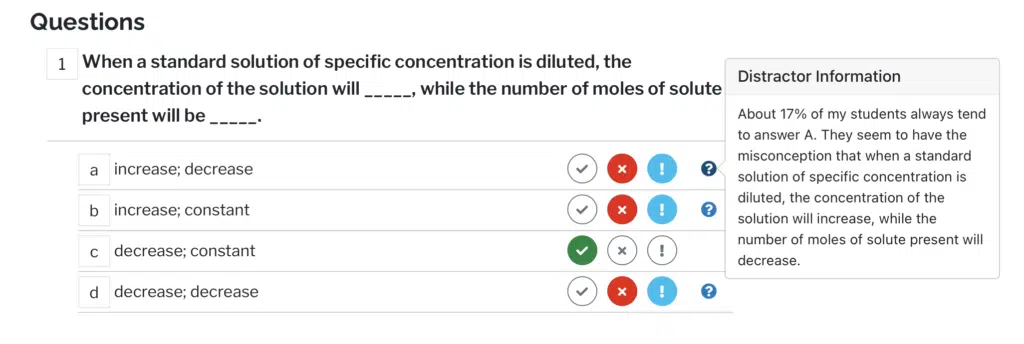 Questions
1 When a standard solution of specific concentration is diluted, the
concentration of the solution will _____, while the number of moles of solute
present will be _____.
a increase; decrease
b increase; constant
c decrease; constant
d decrease; decrease
Distractor Information
About 17% of my students always tend
to answer A. They seem to have the
misconception that when a standard
solution of specific concentration is
diluted, the concentration of the
solution will increase, while the
number of moles of solute present will
decrease.